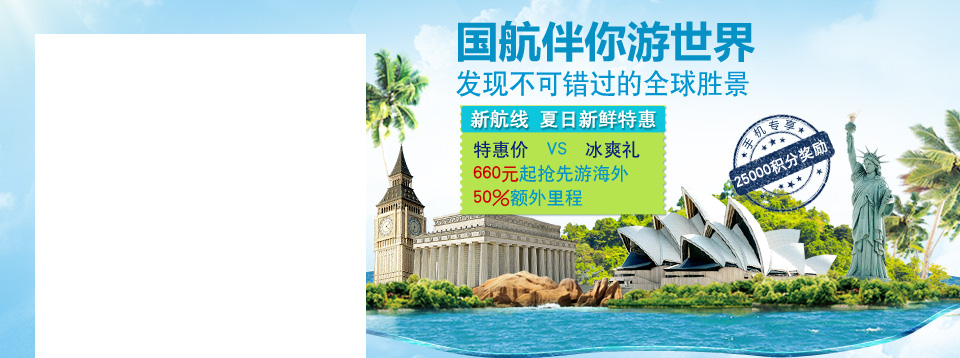 国航伴你游世界
发现不可错过的全球胜景
新航线 夏日新鲜特惠
特惠价 VS 冰爽礼
660元起抢先游海外
50%额外里程
手机专享
25000积分奖励